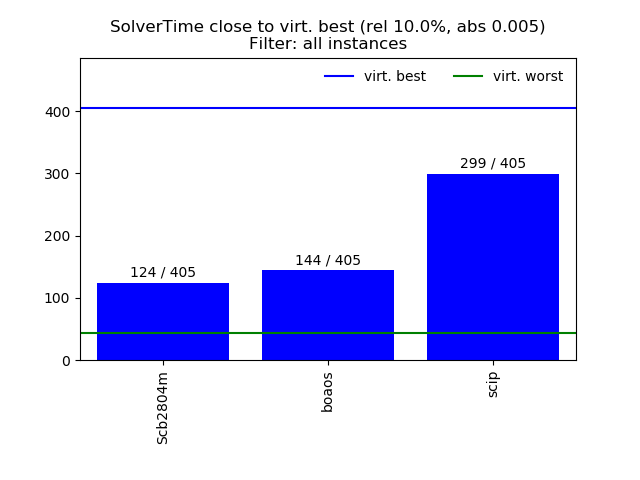 SolverTime close to virt. best (rel 10.0%, abs 0.005)
Filter: all instances
virt. best
virt. worst
400
300
200
100
0
124 / 405
144 / 405
299 / 405
Scb2804m
boaos
scip